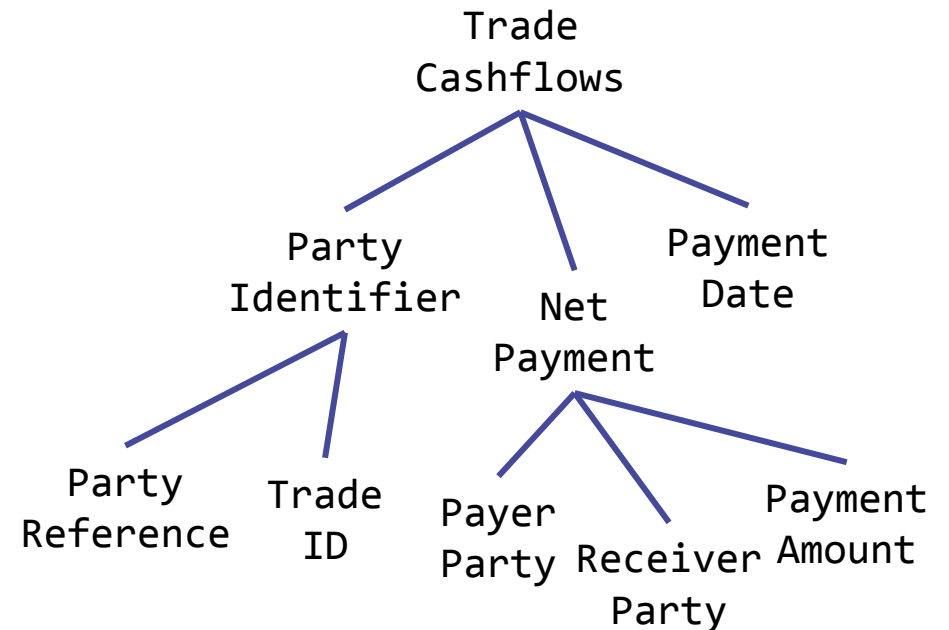 Trade
Cashflows
Party
Identifier
Net
Payment
Payment
Date
Party
Reference
Trade
ID
Payer
Party
Receiver
Party
Payment
Amount